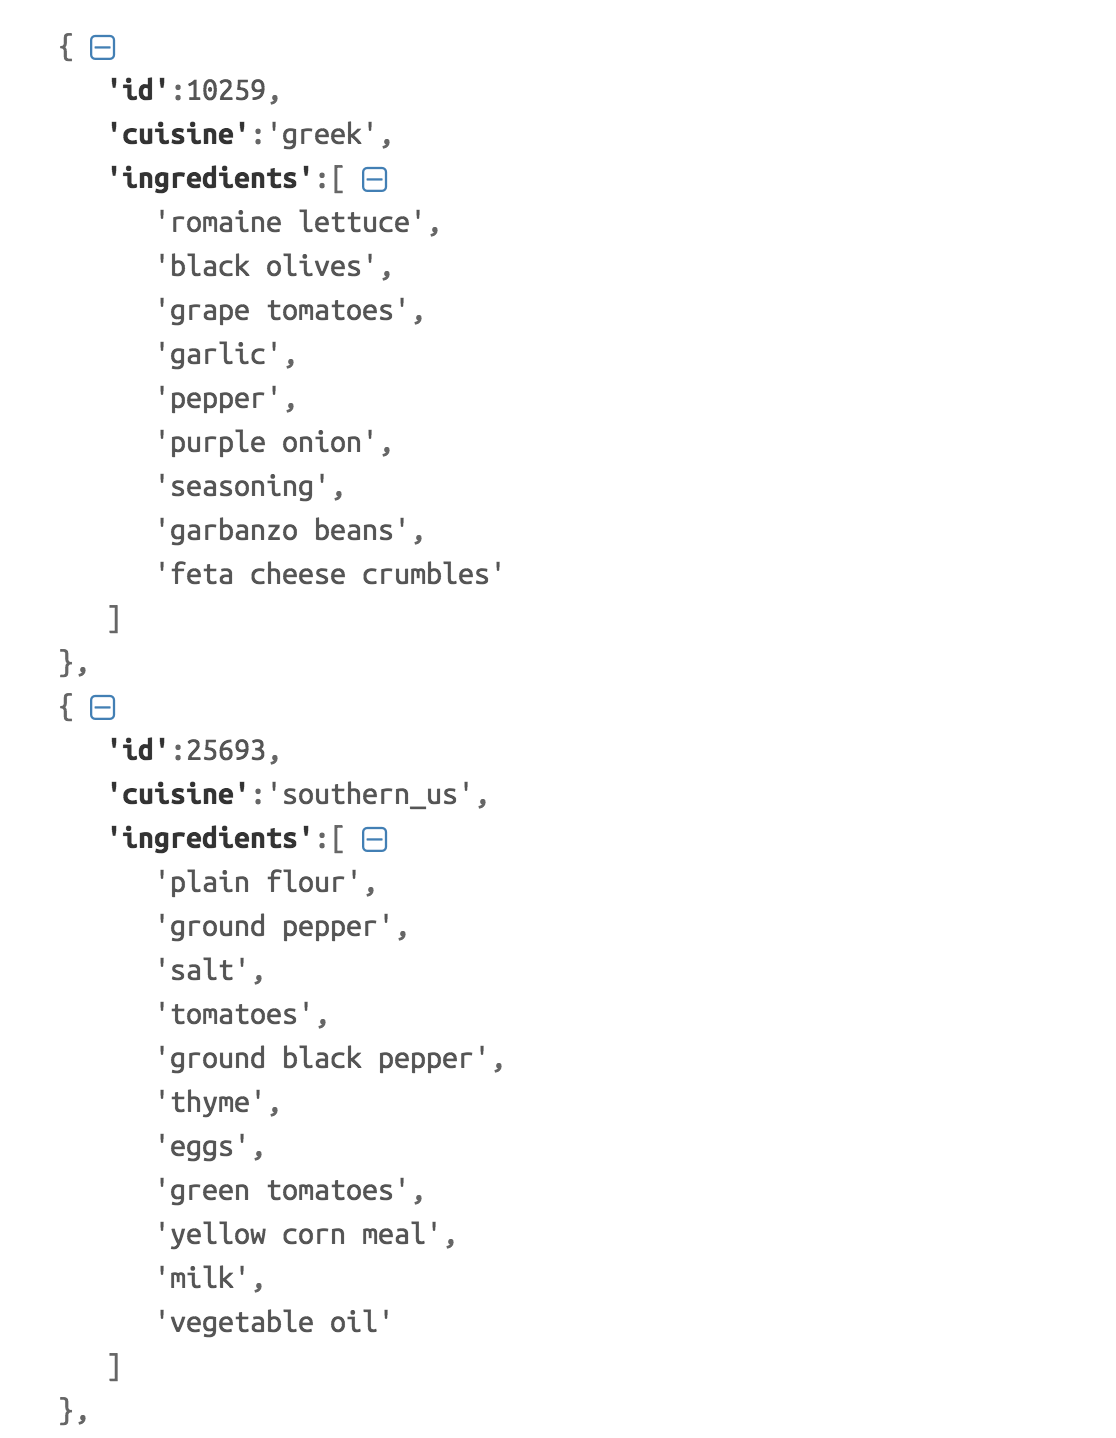 {
'id':10259,
'cuisine':'greek',
'ingredients':[
'romaine lettuce',
'black olives',
'grape tomatoes',
'garlic',
'pepper',
'purple onion',
'seasoning',
'garbanzo beans',
'feta cheese crumbles'
]
},
{
'id':25693,
'cuisine':'southern_us',
'ingredients':[
'plain flour',
'ground pepper',
'salt',
'tomatoes',
'ground black pepper',
'thyme',
'eggs',
'green tomatoes',
'yellow corn meal',
'milk',
'vegetable oil'
]
},